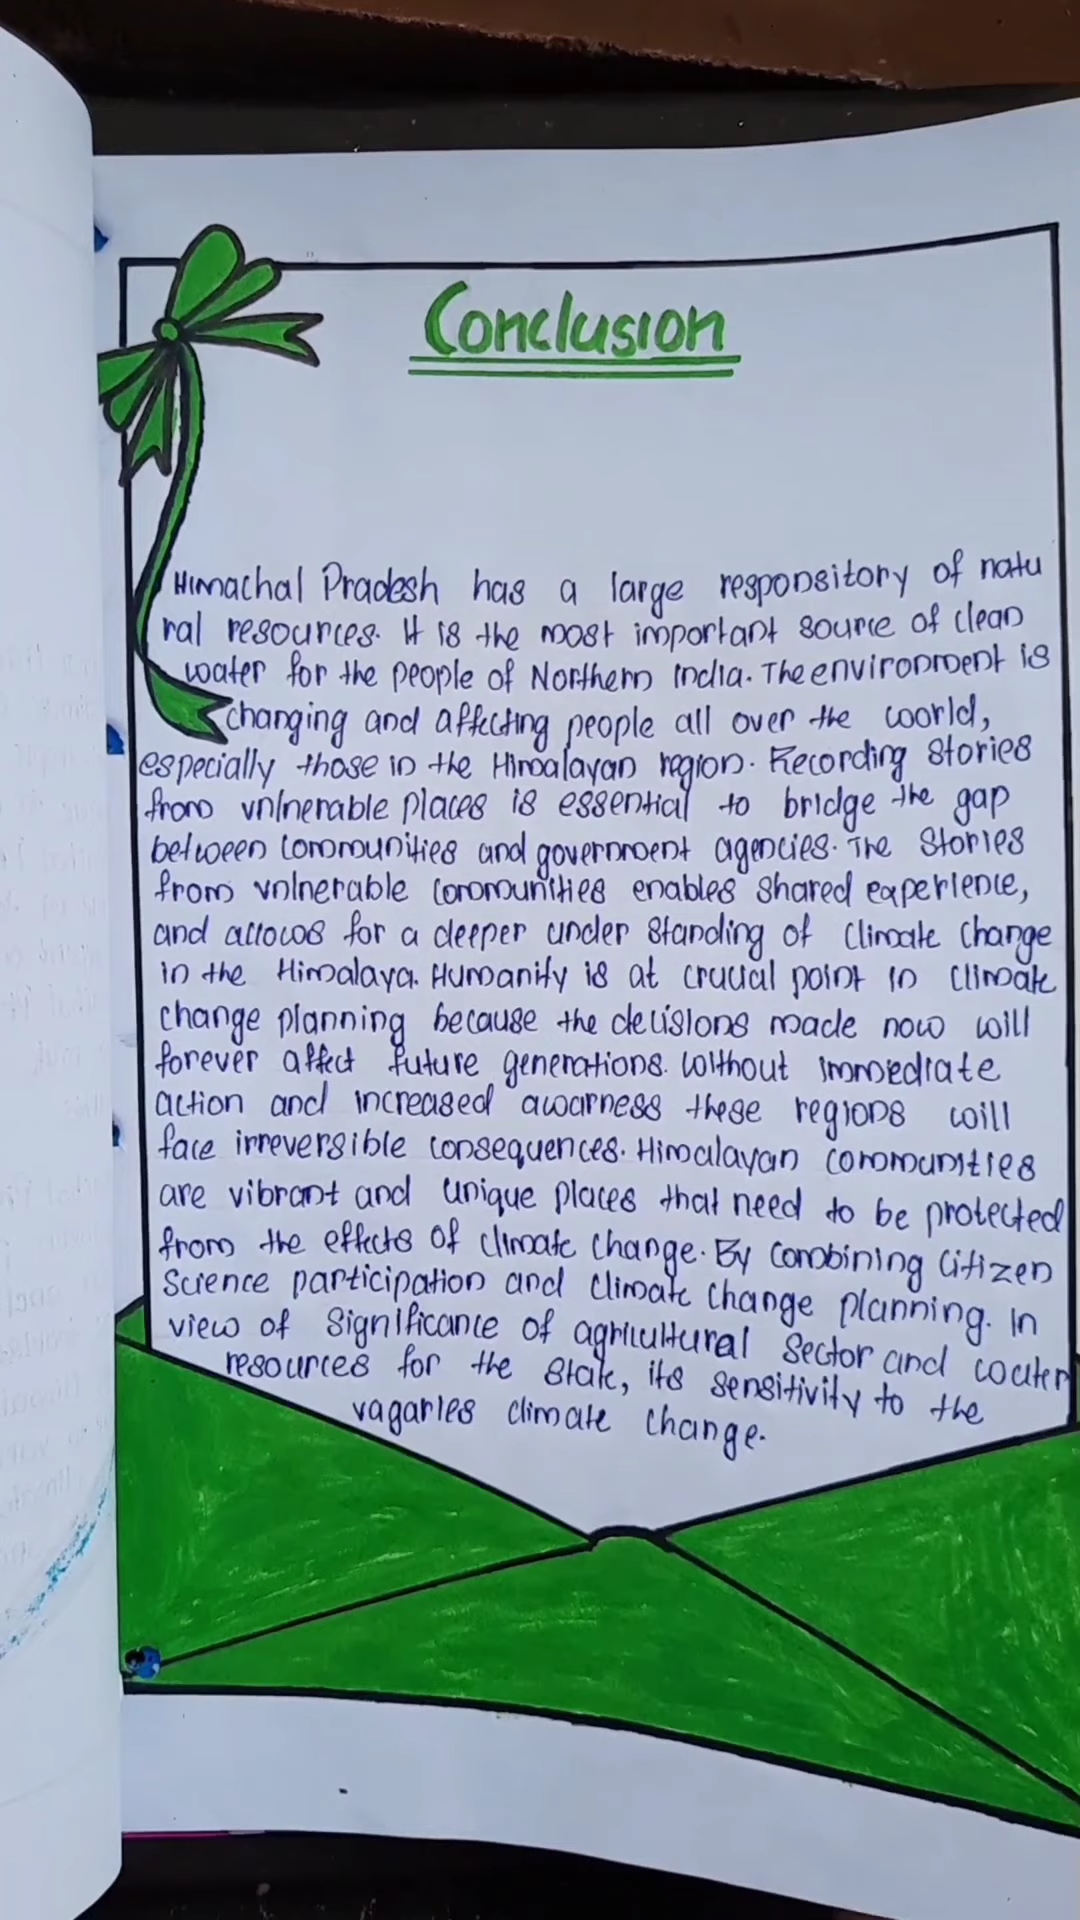 Conclusion
Himachal Pradesh has a large responsitory of natu
ral resources. It is the most important source of clean
water for the people of Northern India. The environment is
changing and affecting people all over the world,
especially those in the Himalayan region. Recording stories
from vnlnerable places is essential to bridge the gap
between communities and government agencies. The Stories
from vnlnerable communities enables shared experience,
and allows for a deeper under standing of climate change
in the Himalaya. Humanity is at crucial point in climate
change planning because the decisions made now will
forever affect future generations. Without immediate
action and increased awarness these regions will
face irreversible consequences. Himalayan communities
are vibrant and unique places that need to be protected
from the effects of climate change. By combining citizen
science participation and climate change planning. In
view of significance of agricultural sector and water
resources for the state, its sensitivity to the
vagaries climate change.